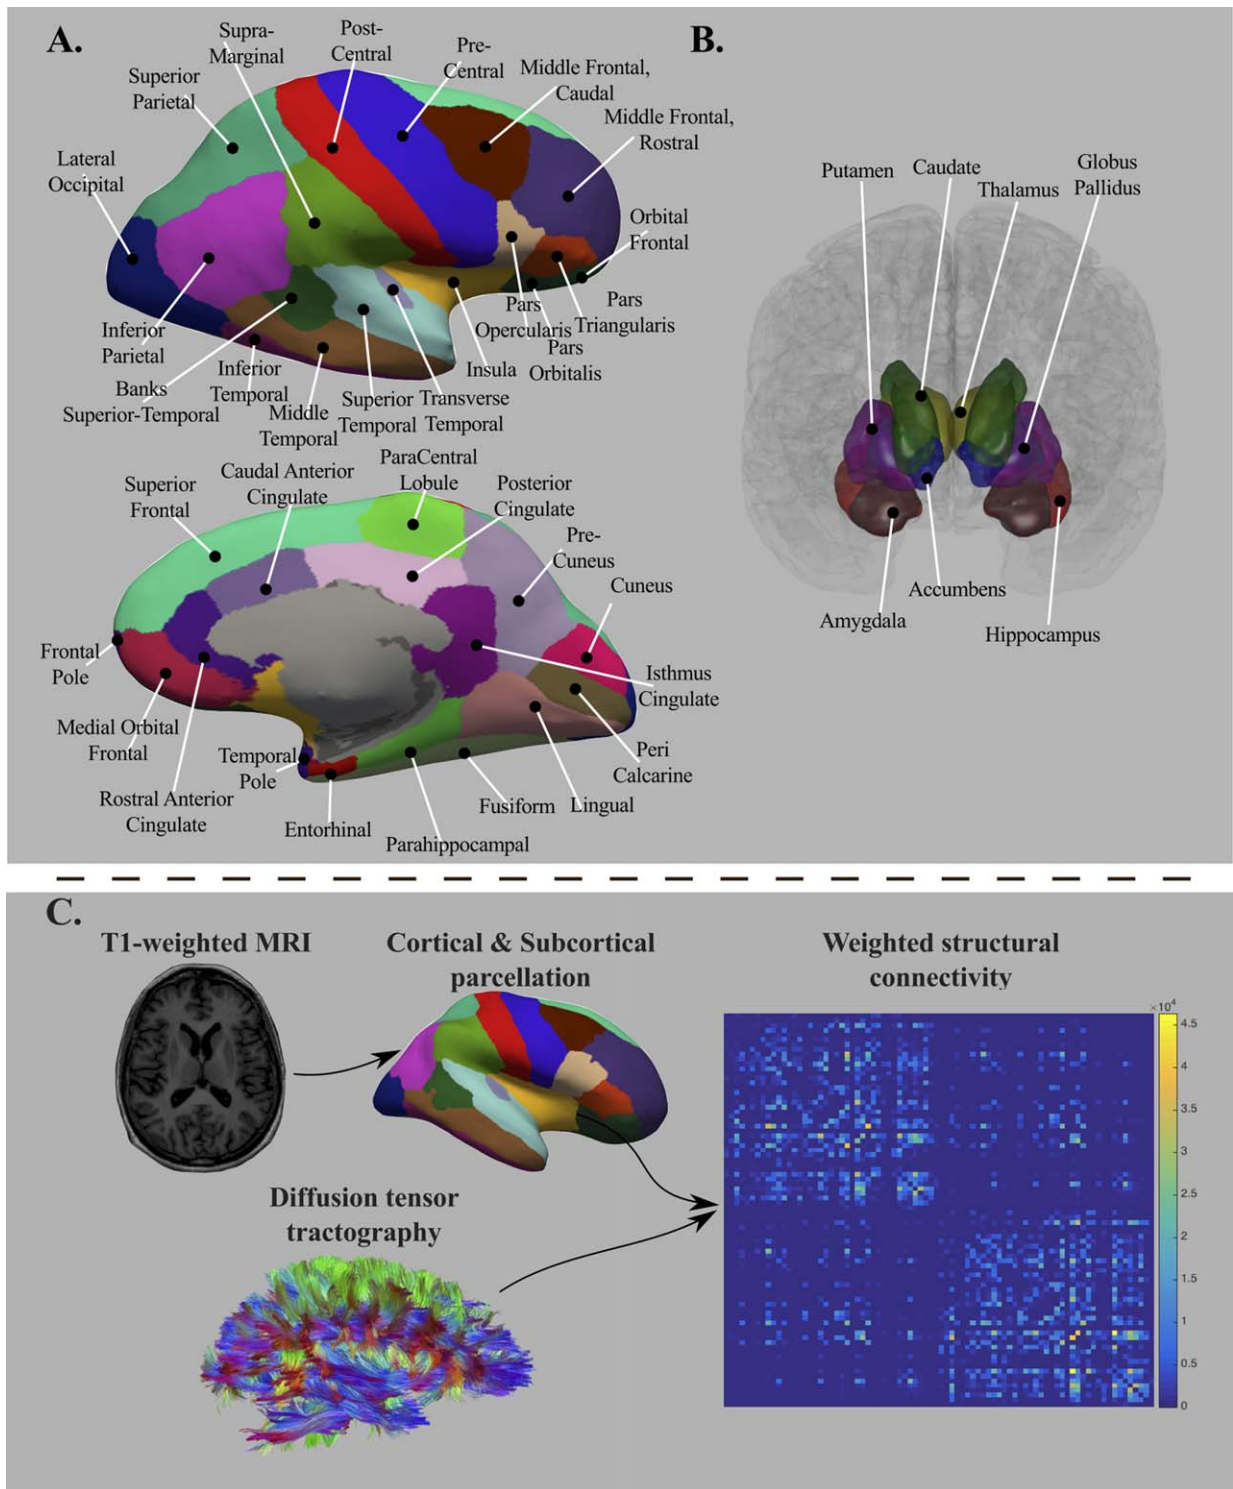 A.
Supra-
Marginal
Post-
Central
Pre-
Central
Middle Frontal,
Caudal
Middle Frontal,
Rostral
Superior
Parietal
Lateral
Occipital
Orbital
Frontal
Inferior
Parietal
Banks
Superior-Temporal
Inferior
Temporal
Middle
Temporal
Superior
Temporal
Transverse
Temporal
Insula
Pars
Opercularis
Pars
Orbitalis
Pars
Triangularis
Superior
Frontal
Caudal Anterior
Cingulate
ParaCentral
Lobule
Posterior
Cingulate
Pre-
Cuneus
Cuneus
Frontal
Pole
Medial Orbital
Frontal
Rostral Anterior
Cingulate
Temporal
Pole
Entorhinal
Parahippocampal
Fusiform
Lingual
Peri
Calcarine
Isthmus
Cingulate
B.
Putamen
Caudate
Thalamus
Globus
Pallidus
Amygdala
Accumbens
Hippocampus
C.
T1-weighted MRI
Cortical & Subcortical
parcellation
Diffusion tensor
tractography
Weighted structural
connectivity
×10⁴
4.5
4
3.5
3
2.5
2
1.5
1
0.5
0